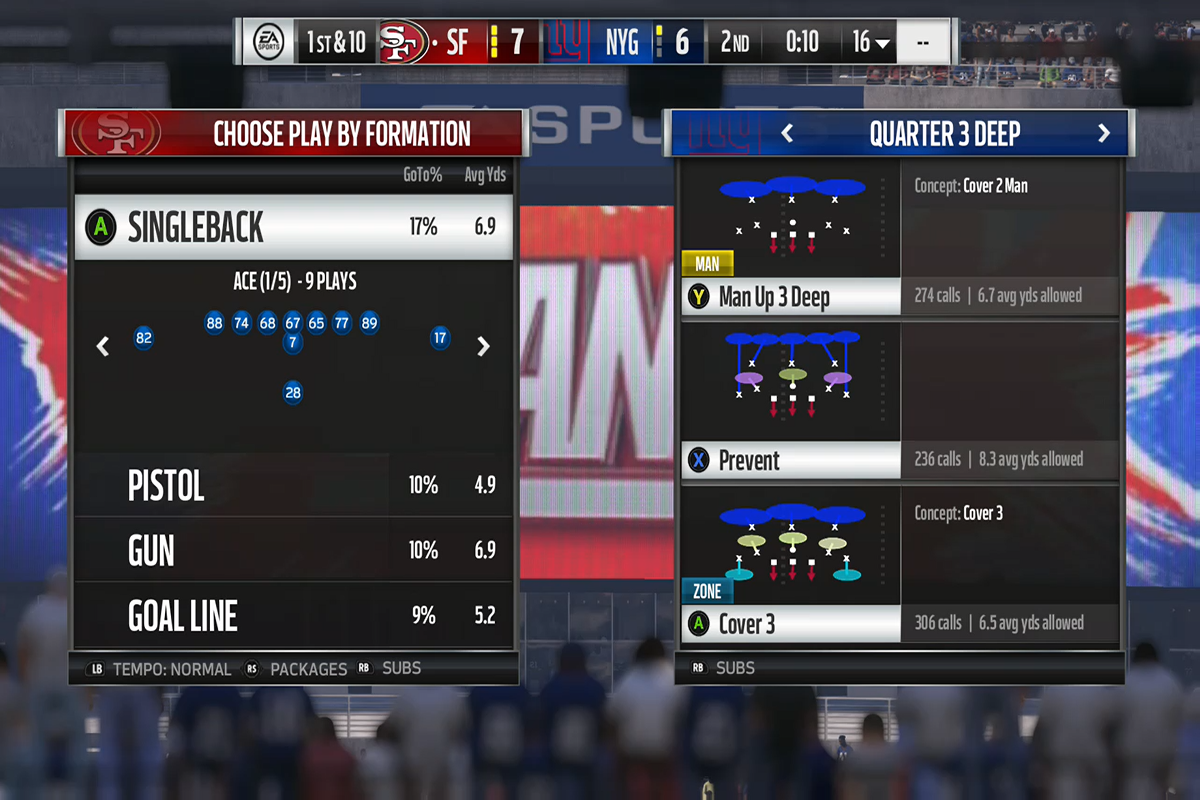 EA SPORTS 1ST & 10 SF 7 NYG 6 2ND 0:10 16 --
SPO
CHOOSE PLAY BY FORMATION
GoTo% Avg Yds
A SINGLEBACK 17% 6.9
ACE (1/5) - 9 PLAYS
88 74 68 67 65 77 89
82 7 17
28
PISTOL 10% 4.9
GUN 10% 6.9
GOAL LINE 9% 5.2
LB TEMPO: NORMAL RS PACKAGES RB SUBS
AN
QUARTER 3 DEEP
Concept: Cover 2 Man
MAN
Y Man Up 3 Deep 274 calls | 6.7 avg yds allowed
X Prevent 236 calls | 8.3 avg yds allowed
Concept: Cover 3
ZONE
A Cover 3 306 calls | 6.5 avg yds allowed
RB SUBS